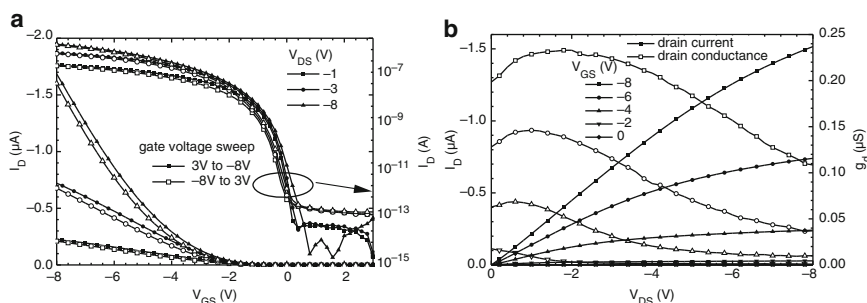 a
−2.0
−1.5
−1.0
−0.5
0.0
I_D (µA)
V_DS (V)
−1
−3
−8
gate voltage sweep
3V to −8V
−8V to 3V
10^−7
10^−9
10^−11
10^−13
10^−15
I_D (A)
−8
−6
−4
−2
0
2
V_GS (V)
b
−1.5
−1.0
−0.5
0.0
I_D (µA)
drain current
drain conductance
V_GS (V)
−8
−6
−4
−2
0
0.25
0.20
0.15
0.10
0.05
0.00
g_d (µS)
0
−2
−4
−6
−8
V_DS (V)